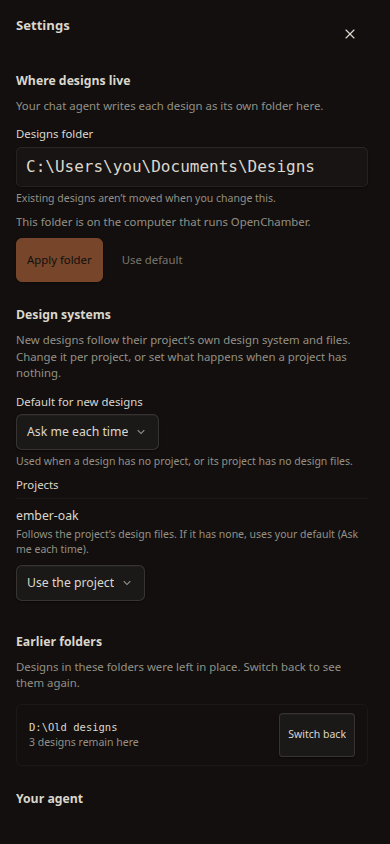 Settings
Where designs live
Your chat agent writes each design as its own folder here.
Designs folder
C:\Users\you\Documents\Designs
Existing designs aren't moved when you change this.
This folder is on the computer that runs OpenChamber.
Apply folder
Use default
Design systems
New designs follow their project's own design system and files.
Change it per project, or set what happens when a project has
nothing.
Default for new designs
Ask me each time
Used when a design has no project, or its project has no design files.
Projects
ember-oak
Follows the project's design files. If it has none, uses your default (Ask
me each time).
Use the project
Earlier folders
Designs in these folders were left in place. Switch back to see
them again.
D:\Old designs
3 designs remain here
Switch back
Your agent